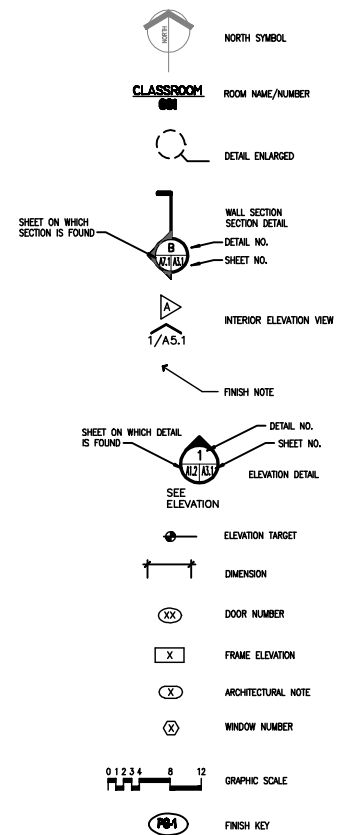 NORTH
NORTH SYMBOL
CLASSROOM
001
ROOM NAME/NUMBER
DETAIL ENLARGED
SHEET ON WHICH
SECTION IS FOUND
WALL SECTION
SECTION DETAIL
B
DETAIL NO.
A7.1 A3.1
SHEET NO.
A
INTERIOR ELEVATION VIEW
1/A5.1
FINISH NOTE
SHEET ON WHICH DETAIL
IS FOUND
DETAIL NO.
1
SHEET NO.
A1.2 A3.1
ELEVATION DETAIL
SEE
ELEVATION
ELEVATION TARGET
DIMENSION
XX
DOOR NUMBER
X
FRAME ELEVATION
X
ARCHITECTURAL NOTE
X
WINDOW NUMBER
0 1 2 3 4 8 12
GRAPHIC SCALE
FINISH KEY